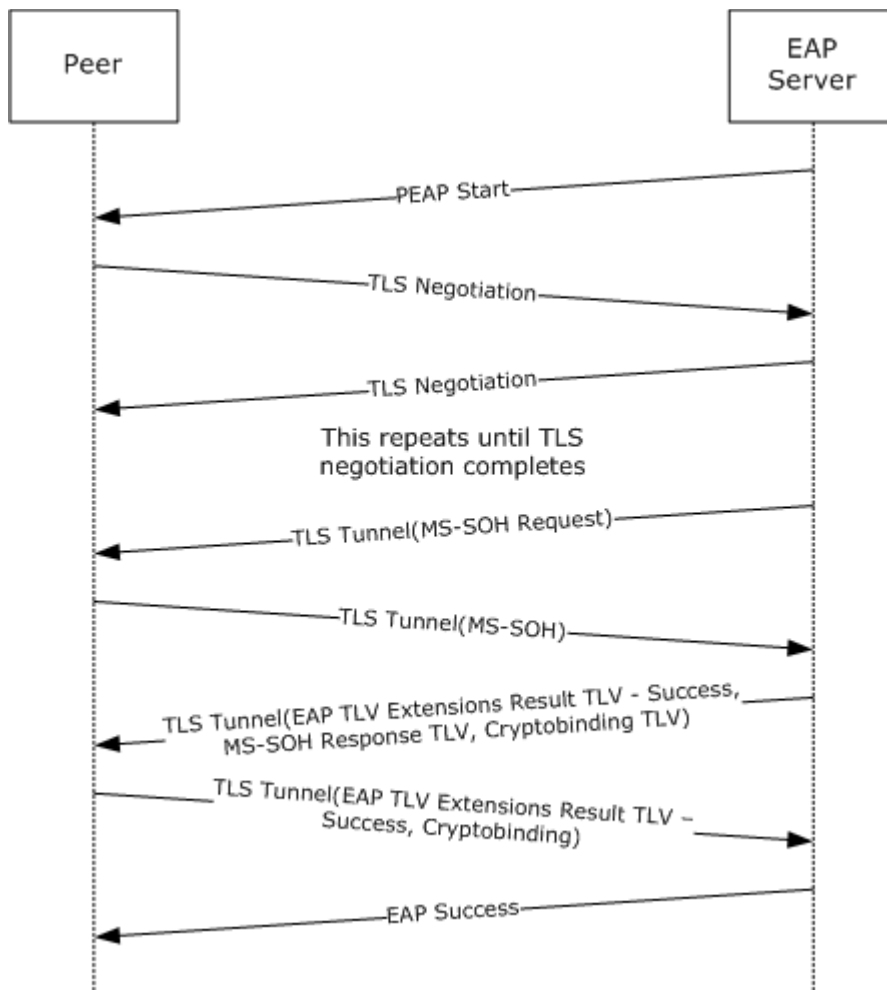 Peer
EAP
Server
PEAP Start
TLS Negotiation
TLS Negotiation
This repeats until TLS
negotiation completes
TLS Tunnel(MS-SOH Request)
TLS Tunnel(MS-SOH)
TLS Tunnel(EAP TLV Extensions Result TLV - Success,
MS-SOH Response TLV, Cryptobinding TLV)
TLS Tunnel(EAP TLV Extensions Result TLV –
Success, Cryptobinding)
EAP Success